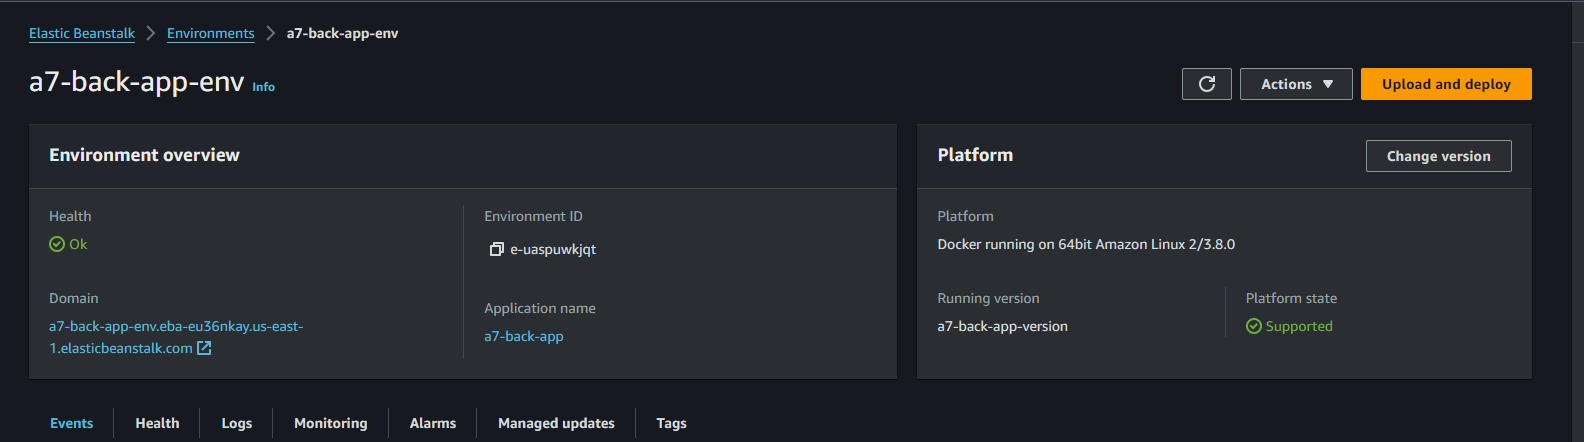 Elastic Beanstalk > Environments > a7-back-app-env
a7-back-app-env Info
Actions
Upload and deploy
Environment overview
Health
Ok
Domain
a7-back-app-env.eba-eu36nkay.us-east-
1.elasticbeanstalk.com
Environment ID
e-uaspuwkjqt
Application name
a7-back-app
Platform
Change version
Platform
Docker running on 64bit Amazon Linux 2/3.8.0
Running version
a7-back-app-version
Platform state
Supported
Events Health Logs Monitoring Alarms Managed updates Tags